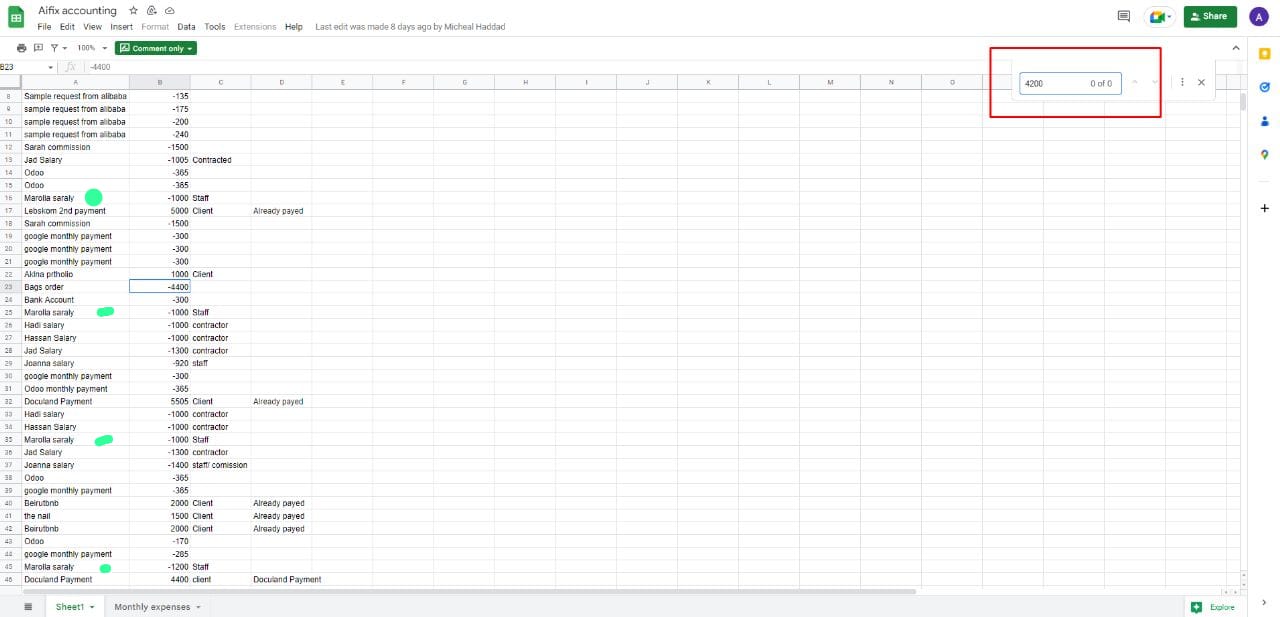 Aifix accounting
File Edit View Insert Format Data Tools Extensions Help Last edit was made 8 days ago by Micheal Haddad
Share
A
100% Comment only
B23 fx -4400
4200 0 of 0
A B C D E F G H I J K L M N O
8 Sample request from alibaba -135
9 sample request from alibaba -175
10 sample request from alibaba -200
11 sample request from alibaba -240
12 Sarah commission -1500
13 Jad Salary -1005 Contracted
14 Odoo -365
15 Odoo -365
16 Marolla saraly -1000 Staff
17 Lebskom 2nd payment 5000 Client Already payed
18 Sarah commission -1500
19 google monthly payment -300
20 google monthly payment -300
21 google monthly payment -300
22 Aklna prtholio 1000 Client
23 Bags order -4400
24 Bank Account -300
25 Marolla saraly -1000 Staff
26 Hadi salary -1000 contractor
27 Hassan Salary -1000 contractor
28 Jad Salary -1300 contractor
29 Joanna salary -920 staff
30 google monthly payment -300
31 Odoo monthly payment -365
32 Doculand Payment 5505 Client Already payed
33 Hadi salary -1000 contractor
34 Hassan Salary -1000 contractor
35 Marolla saraly -1000 Staff
36 Jad Salary -1300 contractor
37 Joanna salary -1400 staff/ comission
38 Odoo -365
39 google monthly payment -365
40 Beirutbnb 2000 Client Already payed
41 the nail 1500 Client Already payed
42 Beirutbnb 2000 Client Already payed
43 Odoo -170
44 google monthly payment -285
45 Marolla saraly -1200 Staff
46 Doculand Payment 4400 client Doculand Payment
Sheet1 Monthly expenses Explore